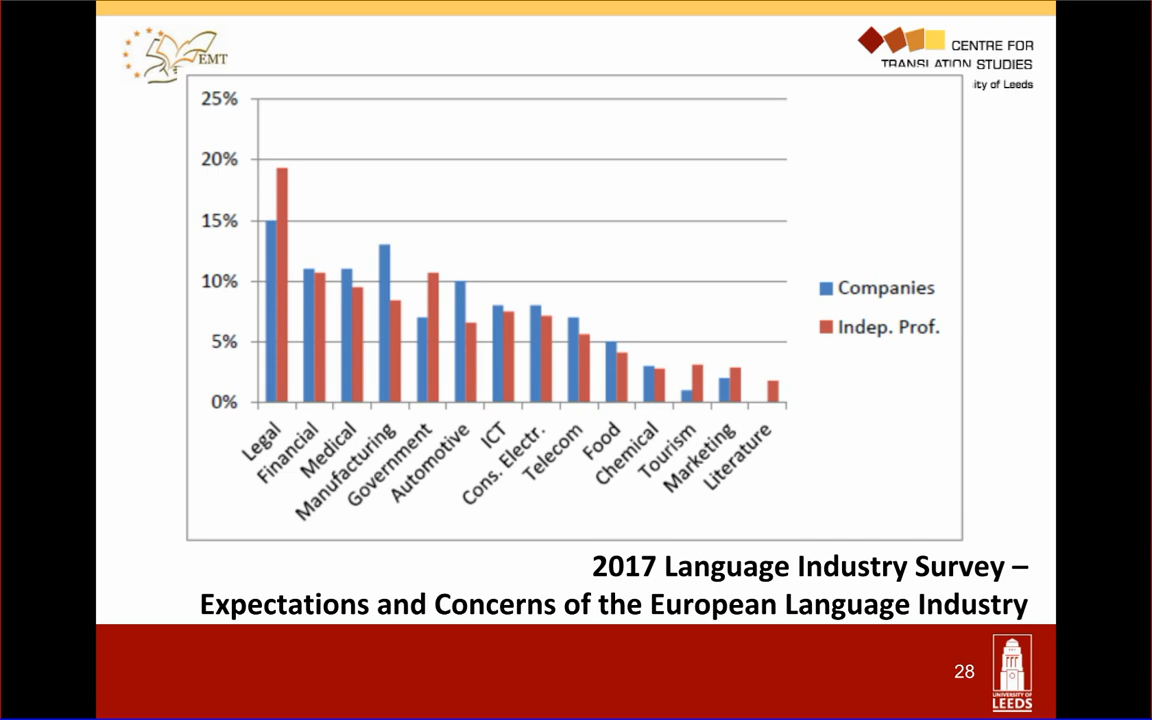 EMT
CENTRE FOR
TRANSLATION STUDIES
ity of Leeds
25%
20%
15%
10%
5%
0%
Legal
Financial
Medical
Manufacturing
Government
Automotive
ICT
Cons. Electr.
Telecom
Food
Chemical
Tourism
Marketing
Literature
Companies
Indep. Prof.
2017 Language Industry Survey –
Expectations and Concerns of the European Language Industry
28
UNIVERSITY OF
LEEDS